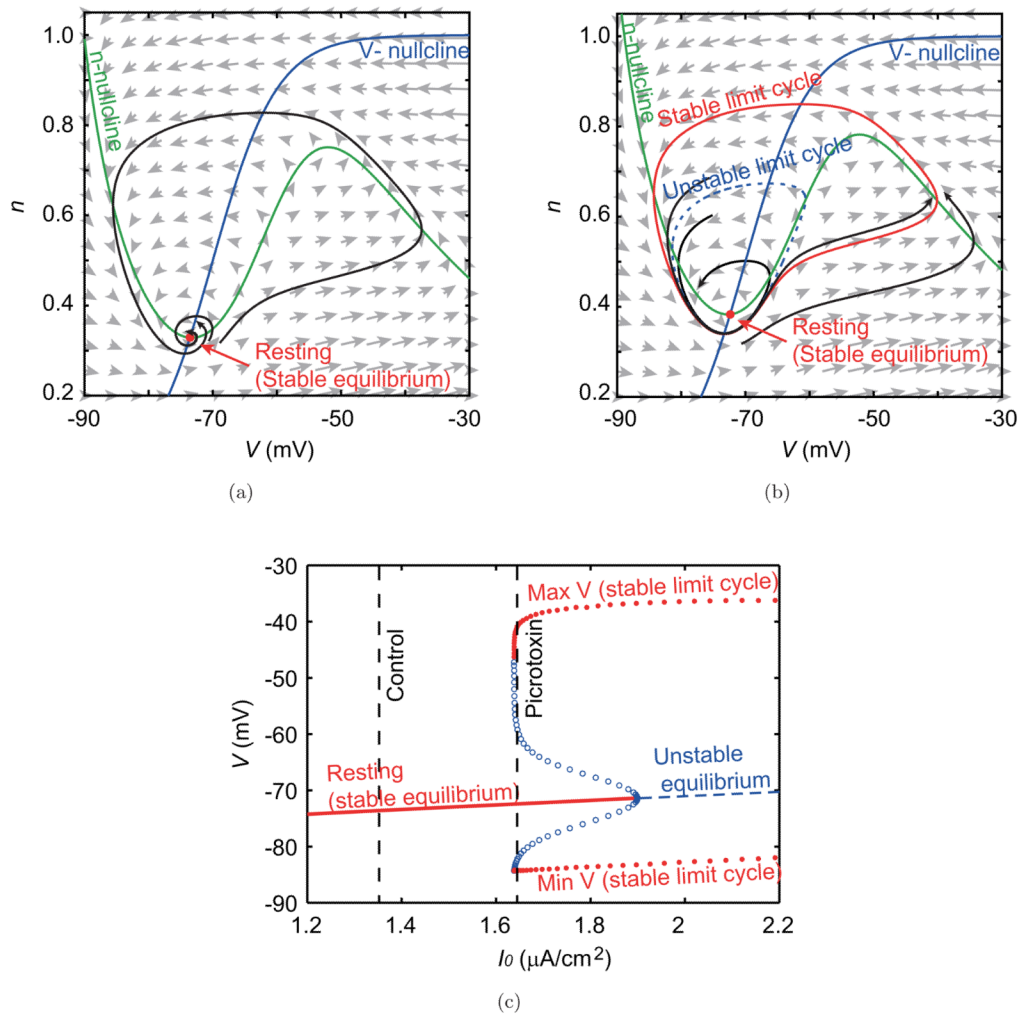 1.0
0.8
0.6
0.4
0.2
n
-90
-70
-50
-30
V (mV)
n-nullcline
V- nullcline
Resting
(Stable equilibrium)
(a)
1.0
0.8
0.6
0.4
0.2
n
-90
-70
-50
-30
V (mV)
n-nullcline
V- nullcline
Stable limit cycle
Unstable limit cycle
Resting
(Stable equilibrium)
(b)
-30
-40
-50
-60
-70
-80
-90
V (mV)
Max V (stable limit cycle)
Control
Picrotoxin
Resting
(stable equilibrium)
Unstable
equilibrium
Min V (stable limit cycle)
1.2
1.4
1.6
1.8
2
2.2
I0 (μA/cm2)
(c)